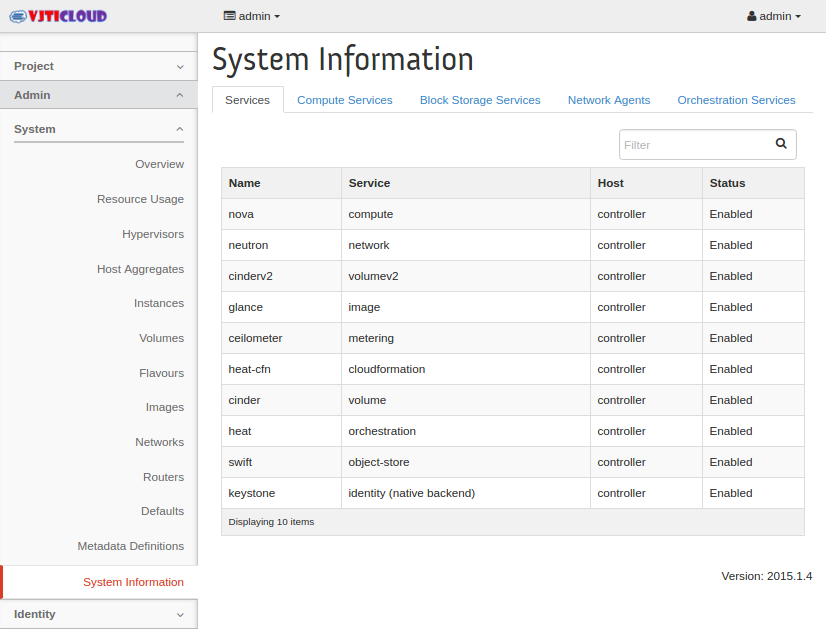 VJTICLOUD
admin
admin
Project
Admin
System
Overview
Resource Usage
Hypervisors
Host Aggregates
Instances
Volumes
Flavours
Images
Networks
Routers
Defaults
Metadata Definitions
System Information
Identity
System Information
Services Compute Services Block Storage Services Network Agents Orchestration Services
Filter
Name Service Host Status
nova compute controller Enabled
neutron network controller Enabled
cinderv2 volumev2 controller Enabled
glance image controller Enabled
ceilometer metering controller Enabled
heat-cfn cloudformation controller Enabled
cinder volume controller Enabled
heat orchestration controller Enabled
swift object-store controller Enabled
keystone identity (native backend) controller Enabled
Displaying 10 items
Version: 2015.1.4